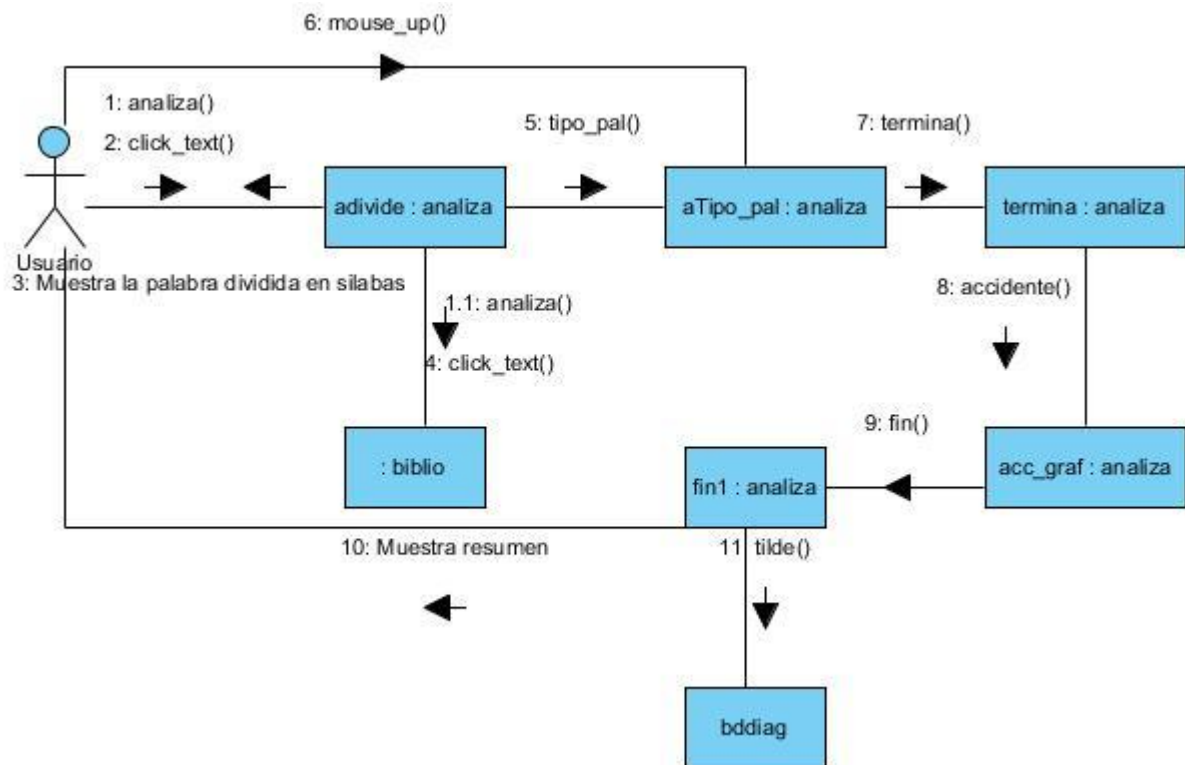 6: mouse_up()
1: analiza()
2: click_text()
5: tipo_pal()
7: termina()
adivide : analiza
aTipo_pal : analiza
termina : analiza
Usuario
3: Muestra la palabra dividida en silabas
1.1: analiza()
8: accidente()
4: click_text()
9: fin()
: biblio
fin1 : analiza
acc_graf : analiza
10: Muestra resumen
11: tilde()
bddiag